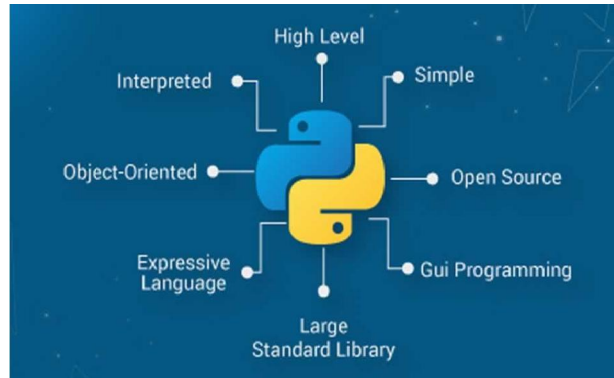 High Level
Interpreted
Simple
Object-Oriented
Open Source
Expressive
Language
Gui Programming
Large
Standard Library